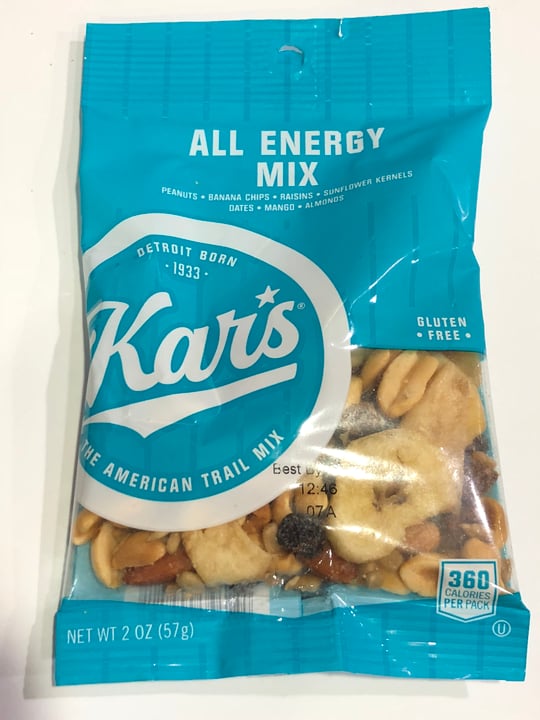 ALL ENERGY
MIX
PEANUTS • BANANA CHIPS • RAISINS • SUNFLOWER KERNELS
DATES • MANGO • ALMONDS
DETROIT BORN
• 1933 •
Kar's®
THE AMERICAN TRAIL MIX
GLUTEN
• FREE •
Best By
12:46
07A
360
CALORIES
PER PACK
NET WT 2 OZ (57g)
U